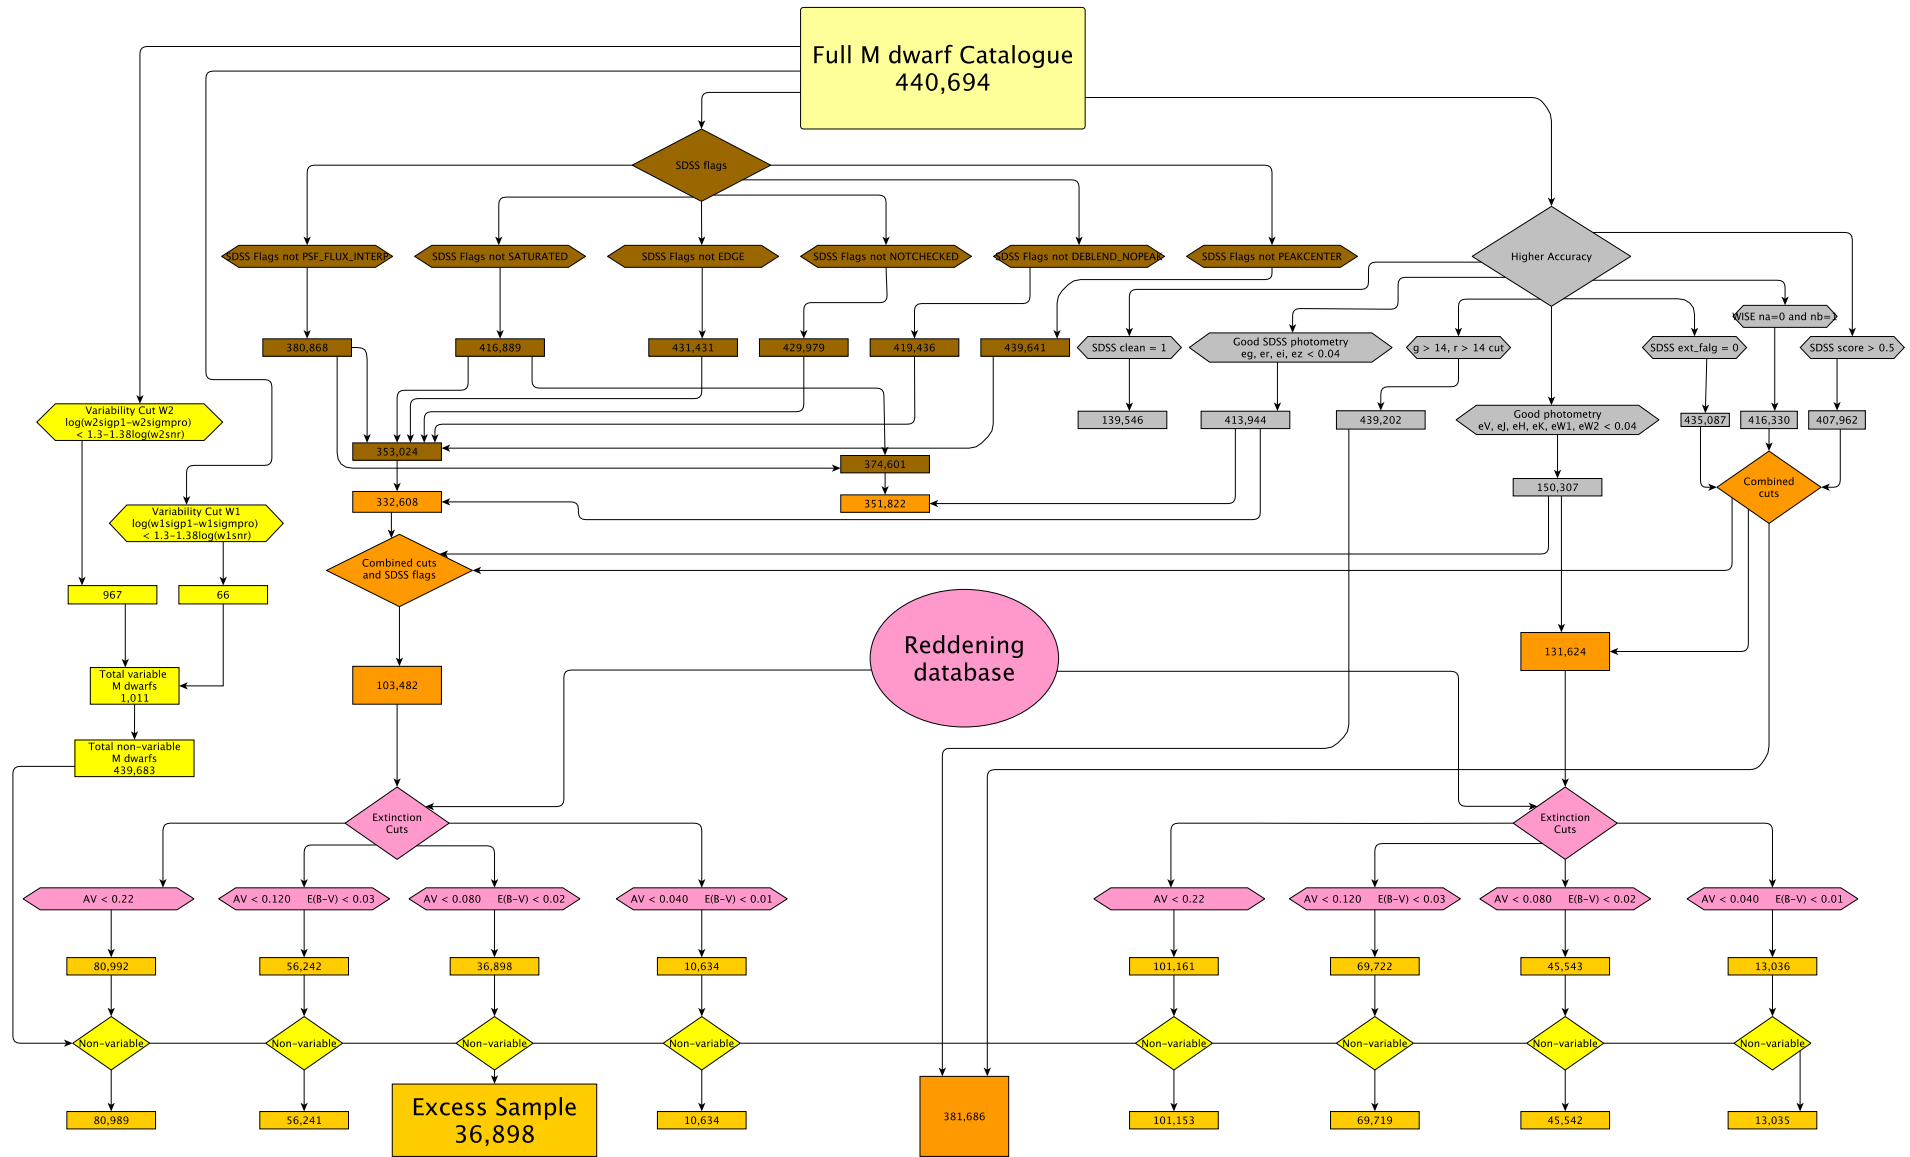 Full M dwarf Catalogue
440,694
SDSS flags
Higher Accuracy
SDSS Flags not PSF_FLUX_INTERP
SDSS Flags not SATURATED
SDSS Flags not EDGE
SDSS Flags not NOTCHECKED
SDSS Flags not DEBLEND_NOPEAK
SDSS Flags not PEAKCENTER
WISE na=0 and nb=1
380,868
416,889
431,431
429,979
419,436
439,641
SDSS clean = 1
Good SDSS photometry
eg, er, ei, ez < 0.04
g > 14, r > 14 cut
SDSS ext_falg = 0
SDSS score > 0.5
Variability Cut W2
log(w2sigp1-w2sigmpro)
< 1.3-1.38log(w2snr)
139,546
413,944
439,202
Good photometry
eV, eJ, eH, eK, eW1, eW2 < 0.04
435,087
416,330
407,962
353,024
374,601
332,608
351,822
150,307
Combined
cuts
Variability Cut W1
log(w1sigp1-w1sigmpro)
< 1.3-1.38log(w1snr)
Combined cuts
and SDSS flags
967
66
Reddening
database
131,624
Total variable
M dwarfs
1,011
103,482
Total non-variable
M dwarfs
439,683
Extinction
Cuts
Extinction
Cuts
AV < 0.22
AV < 0.120 E(B-V) < 0.03
AV < 0.080 E(B-V) < 0.02
AV < 0.040 E(B-V) < 0.01
AV < 0.22
AV < 0.120 E(B-V) < 0.03
AV < 0.080 E(B-V) < 0.02
AV < 0.040 E(B-V) < 0.01
80,992
56,242
36,898
10,634
101,161
69,722
45,543
13,036
Non-variable
Non-variable
Non-variable
Non-variable
Non-variable
Non-variable
Non-variable
Non-variable
80,989
56,241
Excess Sample
36,898
10,634
381,686
101,153
69,719
45,542
13,035